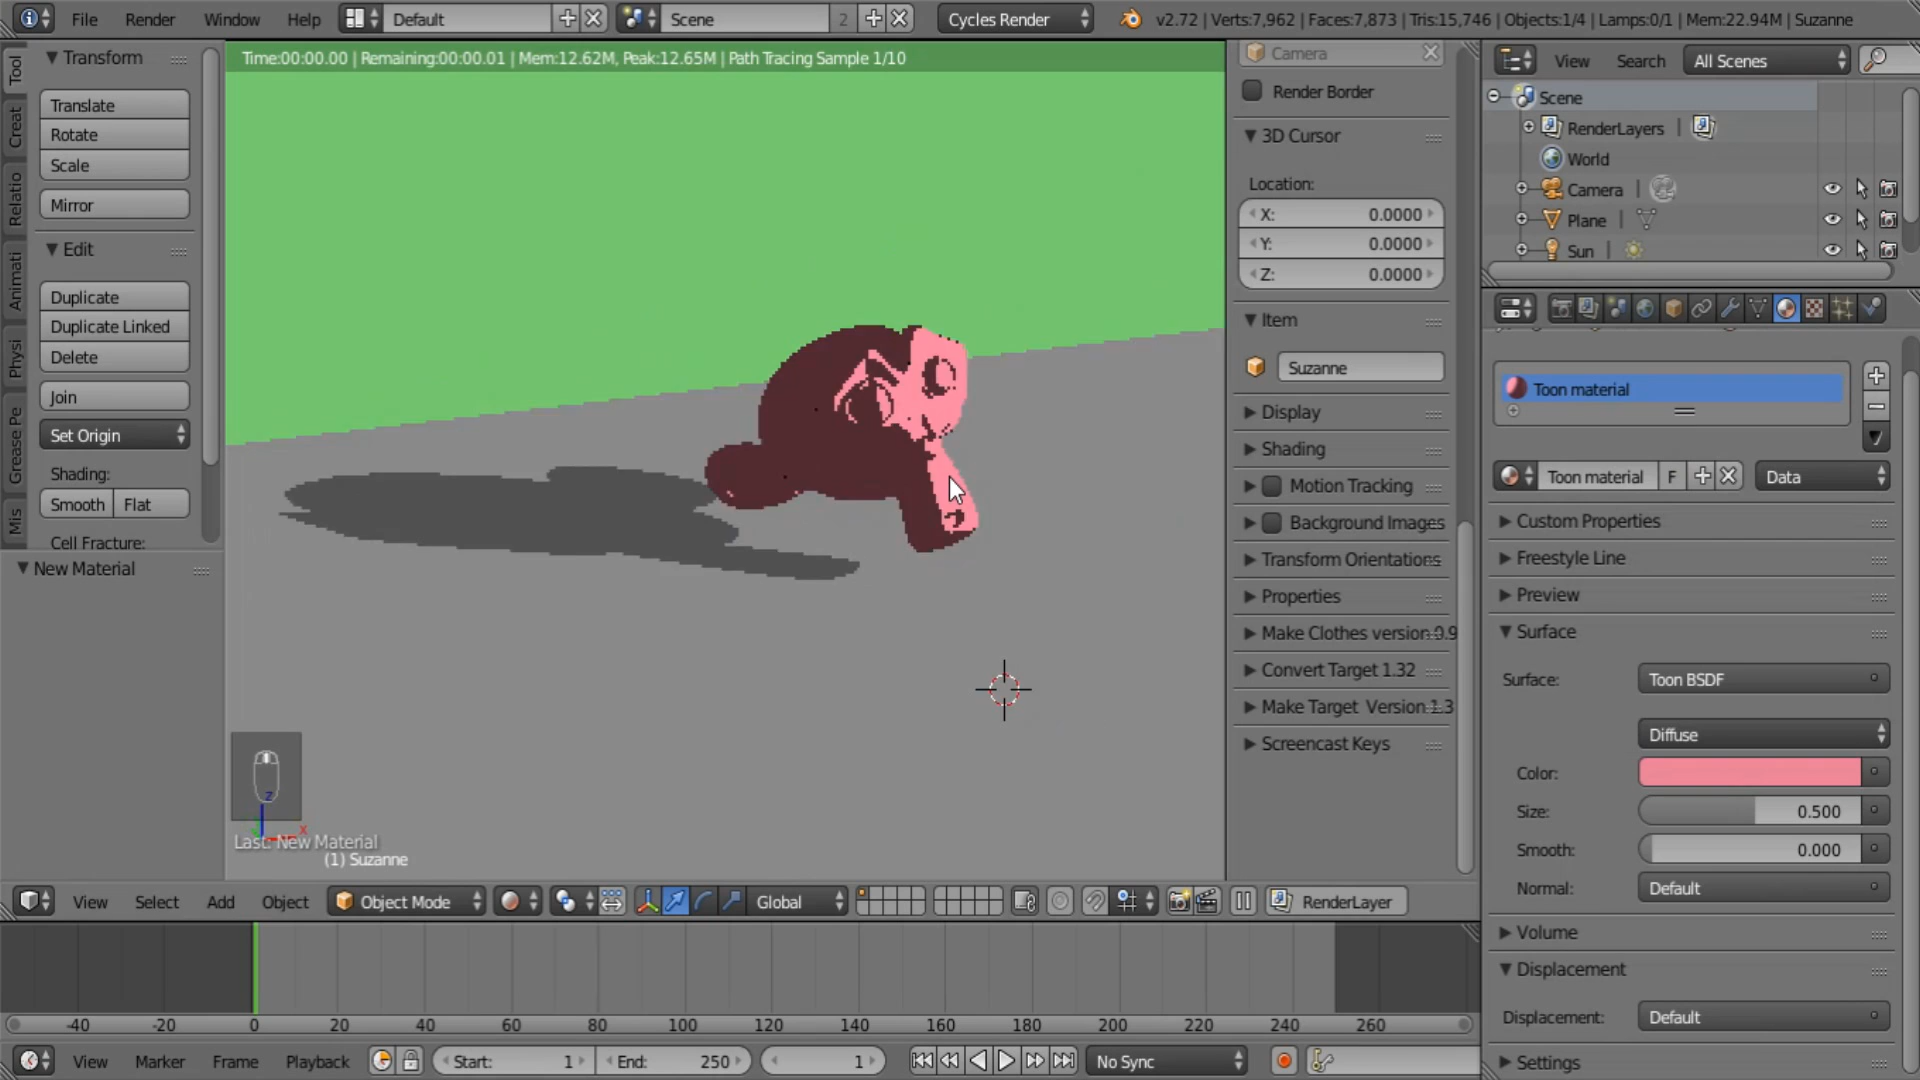 File Render Window Help Default Scene 2 Cycles Render v2.72 | Verts:7,962 | Faces:7,873 | Tris:15,746 | Objects:1/4 | Lamps:0/1 | Mem:22.94M | Suzanne
Time:00:00.00 | Remaining:00:00.01 | Mem:12.62M, Peak:12.65M | Path Tracing Sample 1/10
Tool
Creat
Relatio
Animati
Physi
Grease Pe
Mis
Transform
Translate
Rotate
Scale
Mirror
Edit
Duplicate
Duplicate Linked
Delete
Join
Set Origin
Shading:
Smooth Flat
Cell Fracture:
New Material
Z
X
Last: New Material
(1) Suzanne
Camera
Render Border
3D Cursor
Location:
X: 0.0000
Y: 0.0000
Z: 0.0000
Item
Suzanne
Display
Shading
Motion Tracking
Background Images
Transform Orientations
Properties
Make Clothes version 0.9
Convert Target 1.32
Make Target Version 1.3
Screencast Keys
View Search All Scenes
Scene
RenderLayers
World
Camera
Plane
Sun
Toon material
Toon material F Data
Custom Properties
Freestyle Line
Preview
Surface
Surface: Toon BSDF
Diffuse
Color:
Size: 0.500
Smooth: 0.000
Normal: Default
Volume
Displacement
Displacement: Default
Settings
View Select Add Object Object Mode Global RenderLayer
-40 -20 0 20 40 60 80 100 120 140 160 180 200 220 240 260
View Marker Frame Playback Start: 1 End: 250 1 No Sync